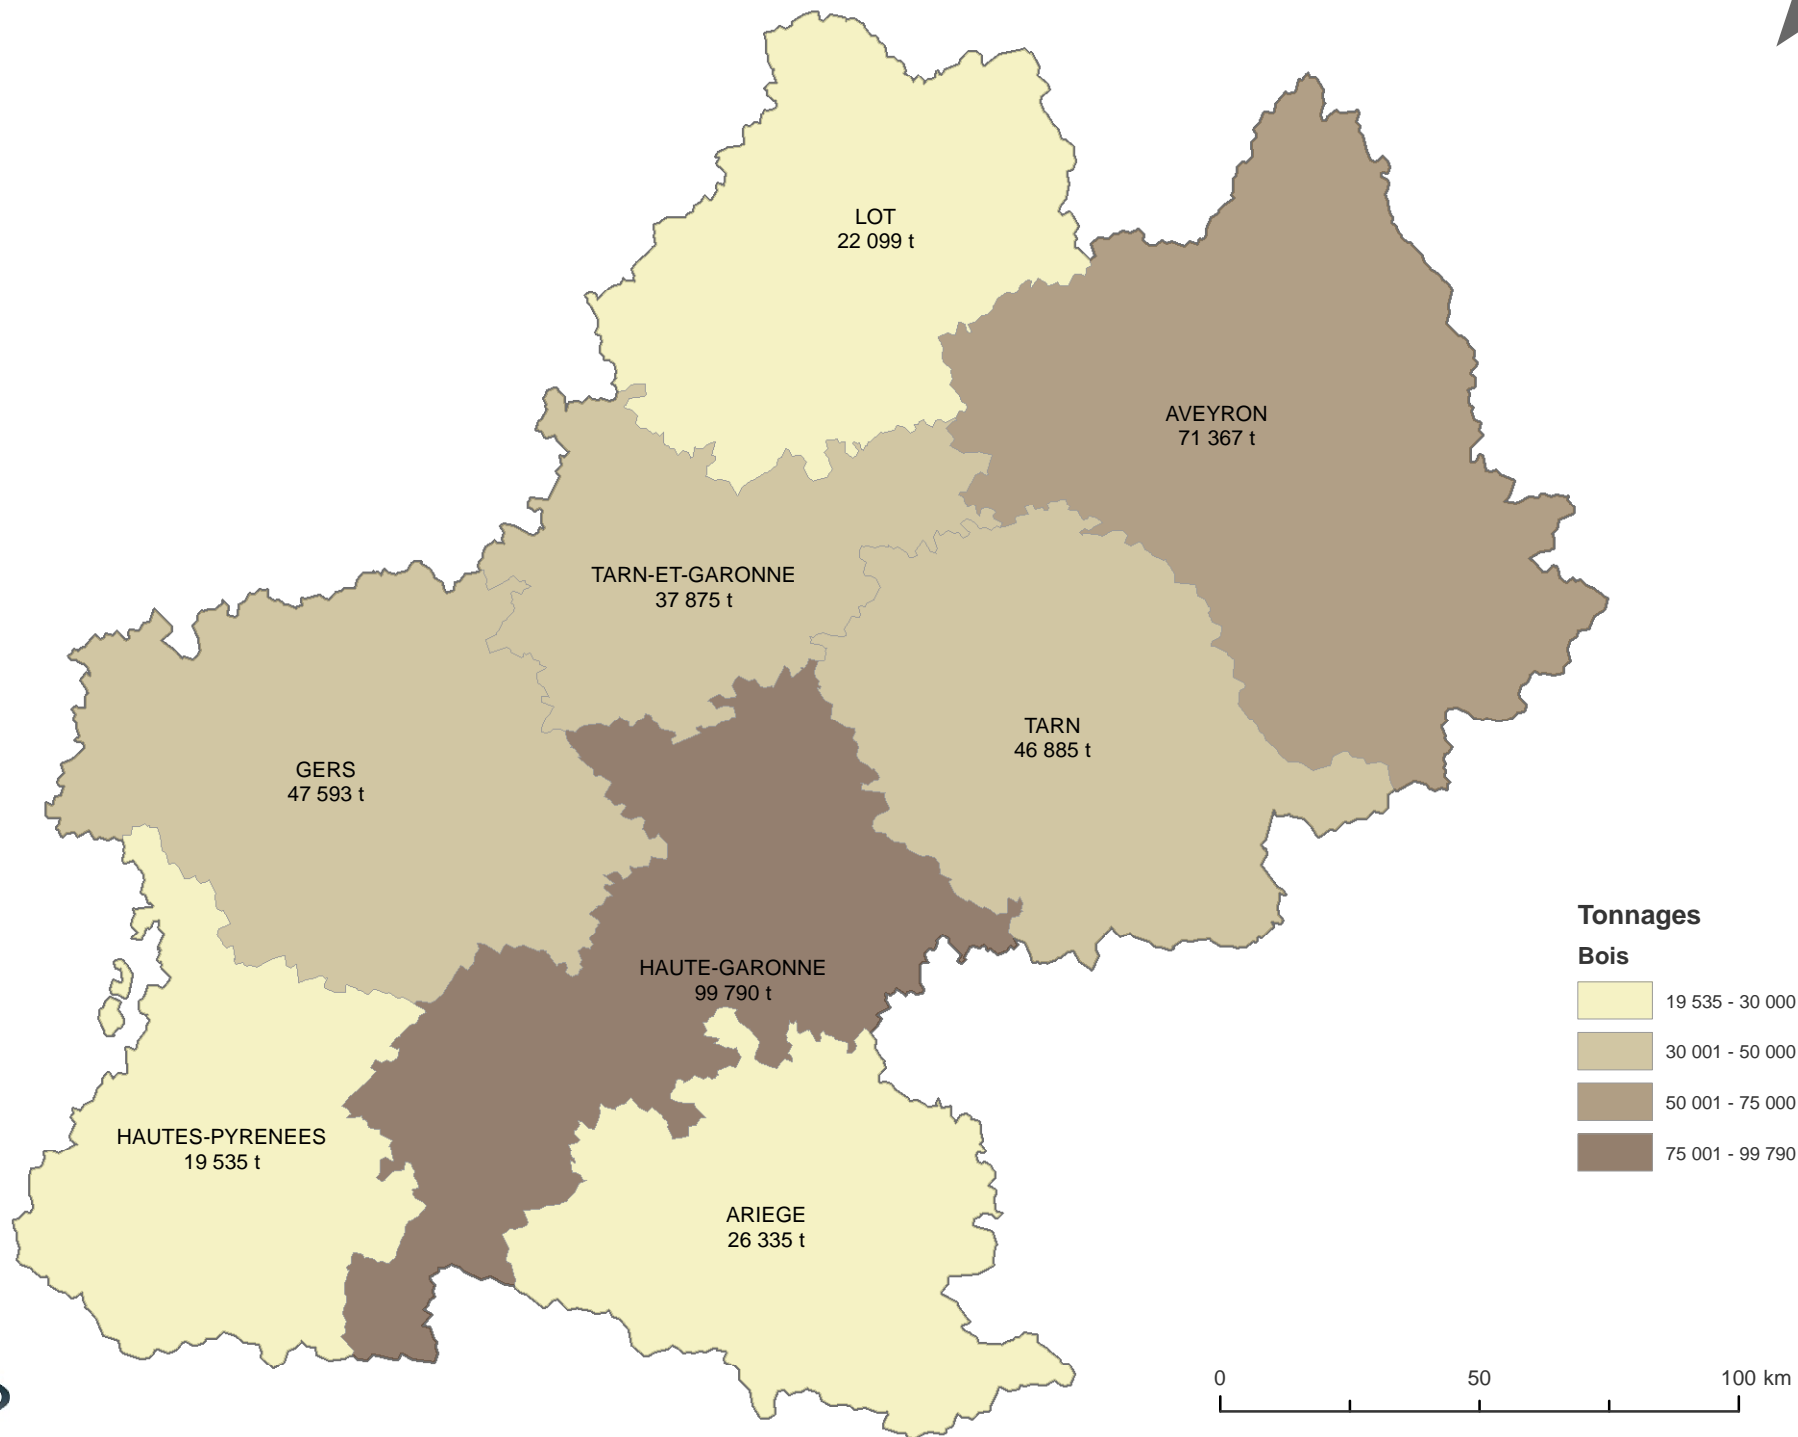 LOT
22 099 t
AVEYRON
71 367 t
TARN-ET-GARONNE
37 875 t
TARN
46 885 t
GERS
47 593 t
HAUTE-GARONNE
99 790 t
HAUTES-PYRENEES
19 535 t
ARIEGE
26 335 t
Tonnages
Bois
19 535 - 30 000
30 001 - 50 000
50 001 - 75 000
75 001 - 99 790
0 50 100 km